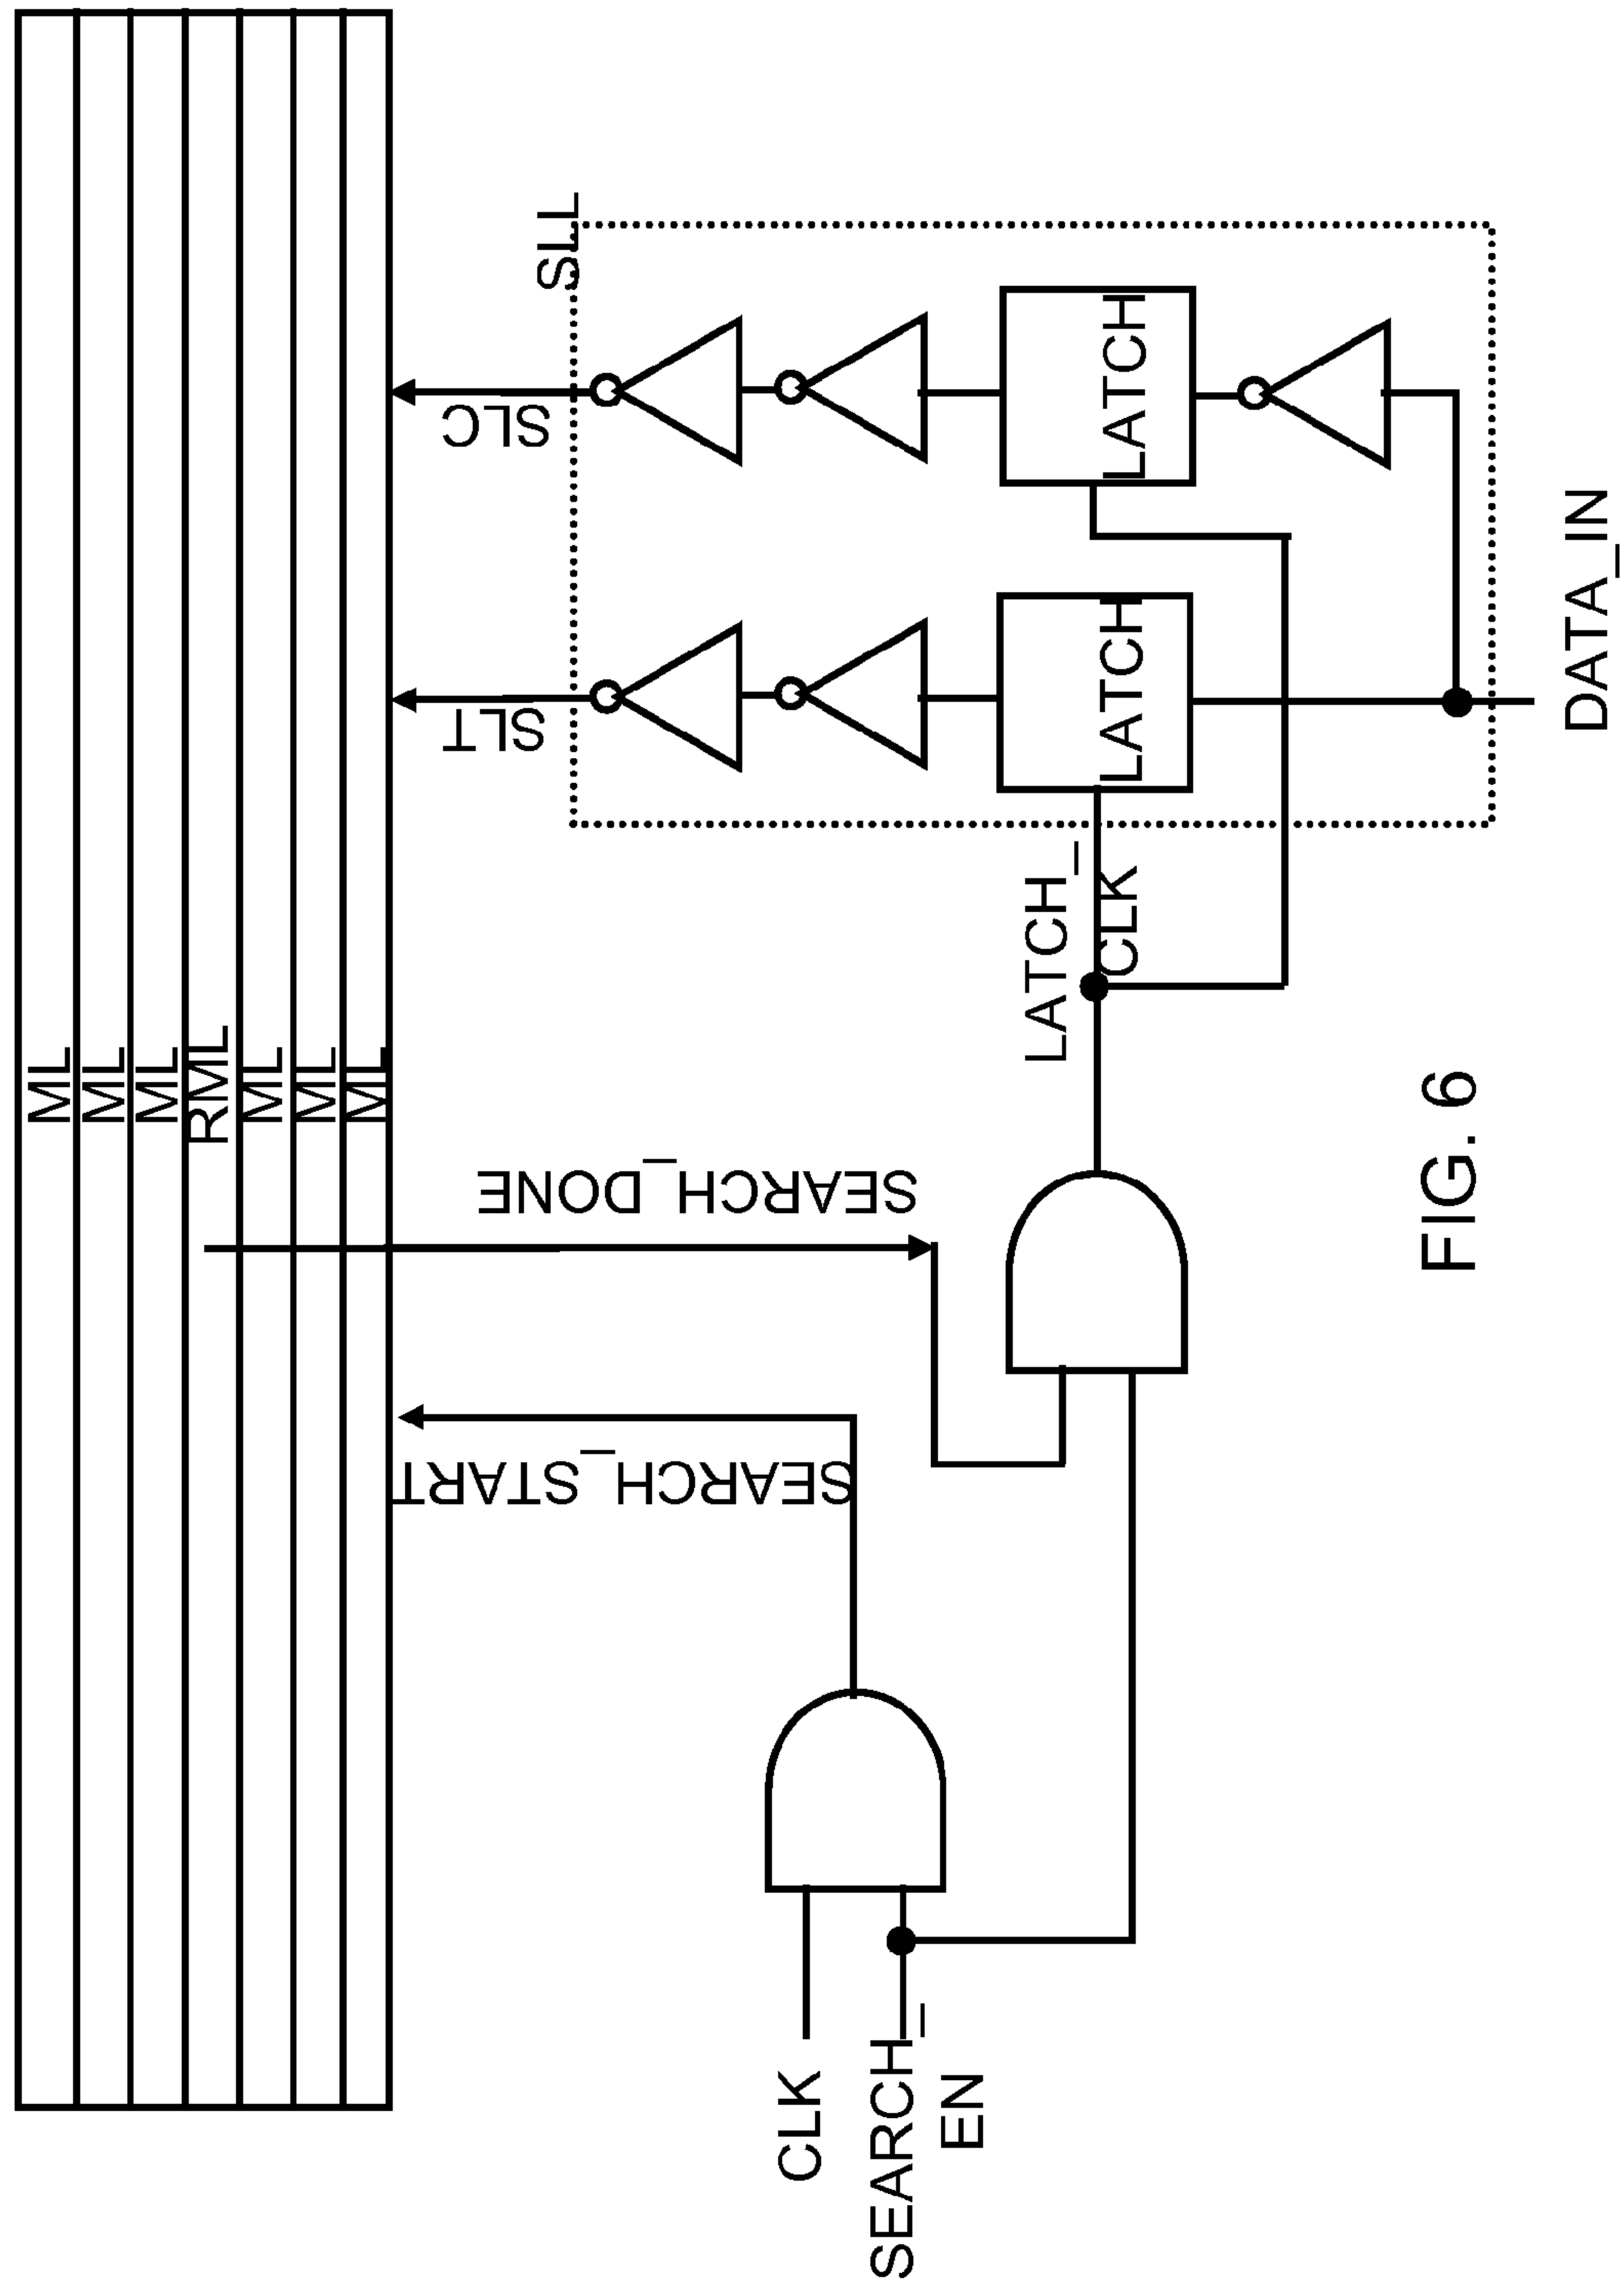 ML
ML
ML
RML
ML
ML
ML
SEARCH_START
SEARCH_DONE
SLT
SLC
SLL
CLK
SEARCH_
EN
LATCH_
CLK
LATCH
LATCH
DATA_IN
FIG. 6